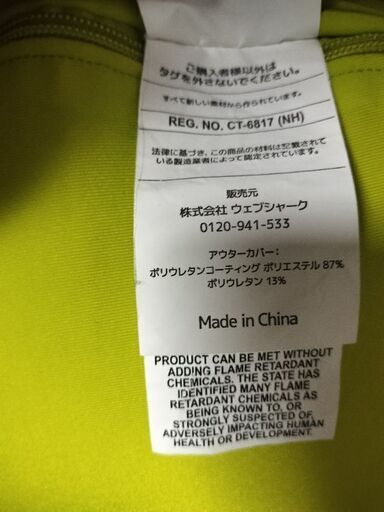 ご購入者様以外は
タグを外さないでください。
すべて新しい素材から作られています。
REG. NO. CT-6817 (NH)
法律に基づき、この商品の材料は記載されて
いる製造業者によって認定されています。
販売元
株式会社 ウェブシャーク
0120-941-533
アウターカバー：
ポリウレタンコーティング ポリエステル 87%
ポリウレタン 13%
Made in China
PRODUCT CAN BE MET WITHOUT
ADDING FLAME RETARDANT
CHEMICALS. THE STATE HAS
IDENTIFIED MANY FLAME
RETARDANT CHEMICALS AS
BEING KNOWN TO, OR
STRONGLY SUSPECTED OF,
ADVERSELY IMPACTING HUMAN
HEALTH OR DEVELOPMENT.